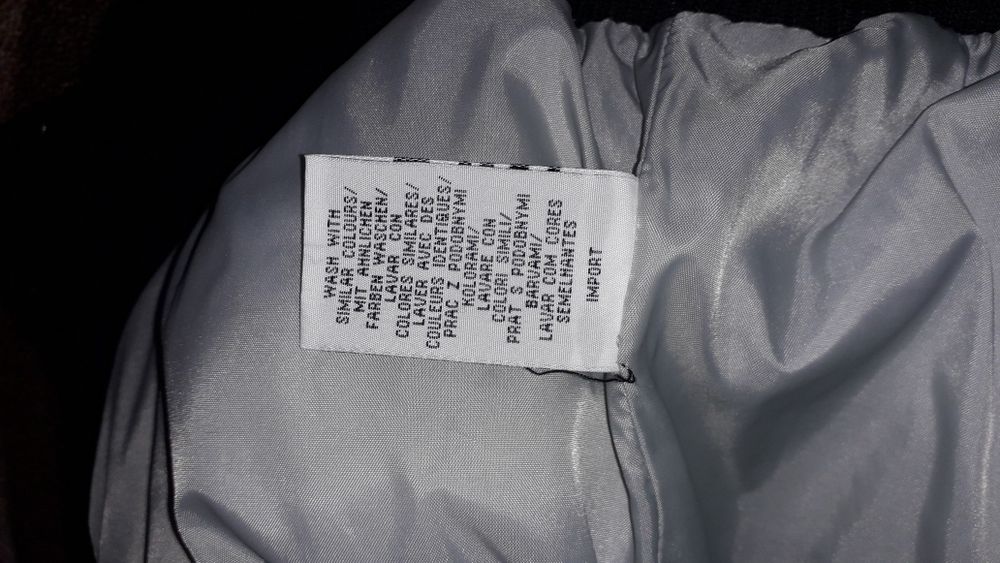 WASH WITH
SIMILAR COLOURS/
MIT AHNLICHEN
FARBEN WASCHEN/
LAVAR CON
COLORES SIMILARES/
LAVER AVEC DES
COULEURS IDENTIQUES/
PRAC Z PODOBNYMI
KOLORAMI/
LAVARE CON
COLORI SIMILI/
PRAT S PODOBNYMI
BARVAMI/
LAVAR COM CORES
SEMELHANTES
IMPORT